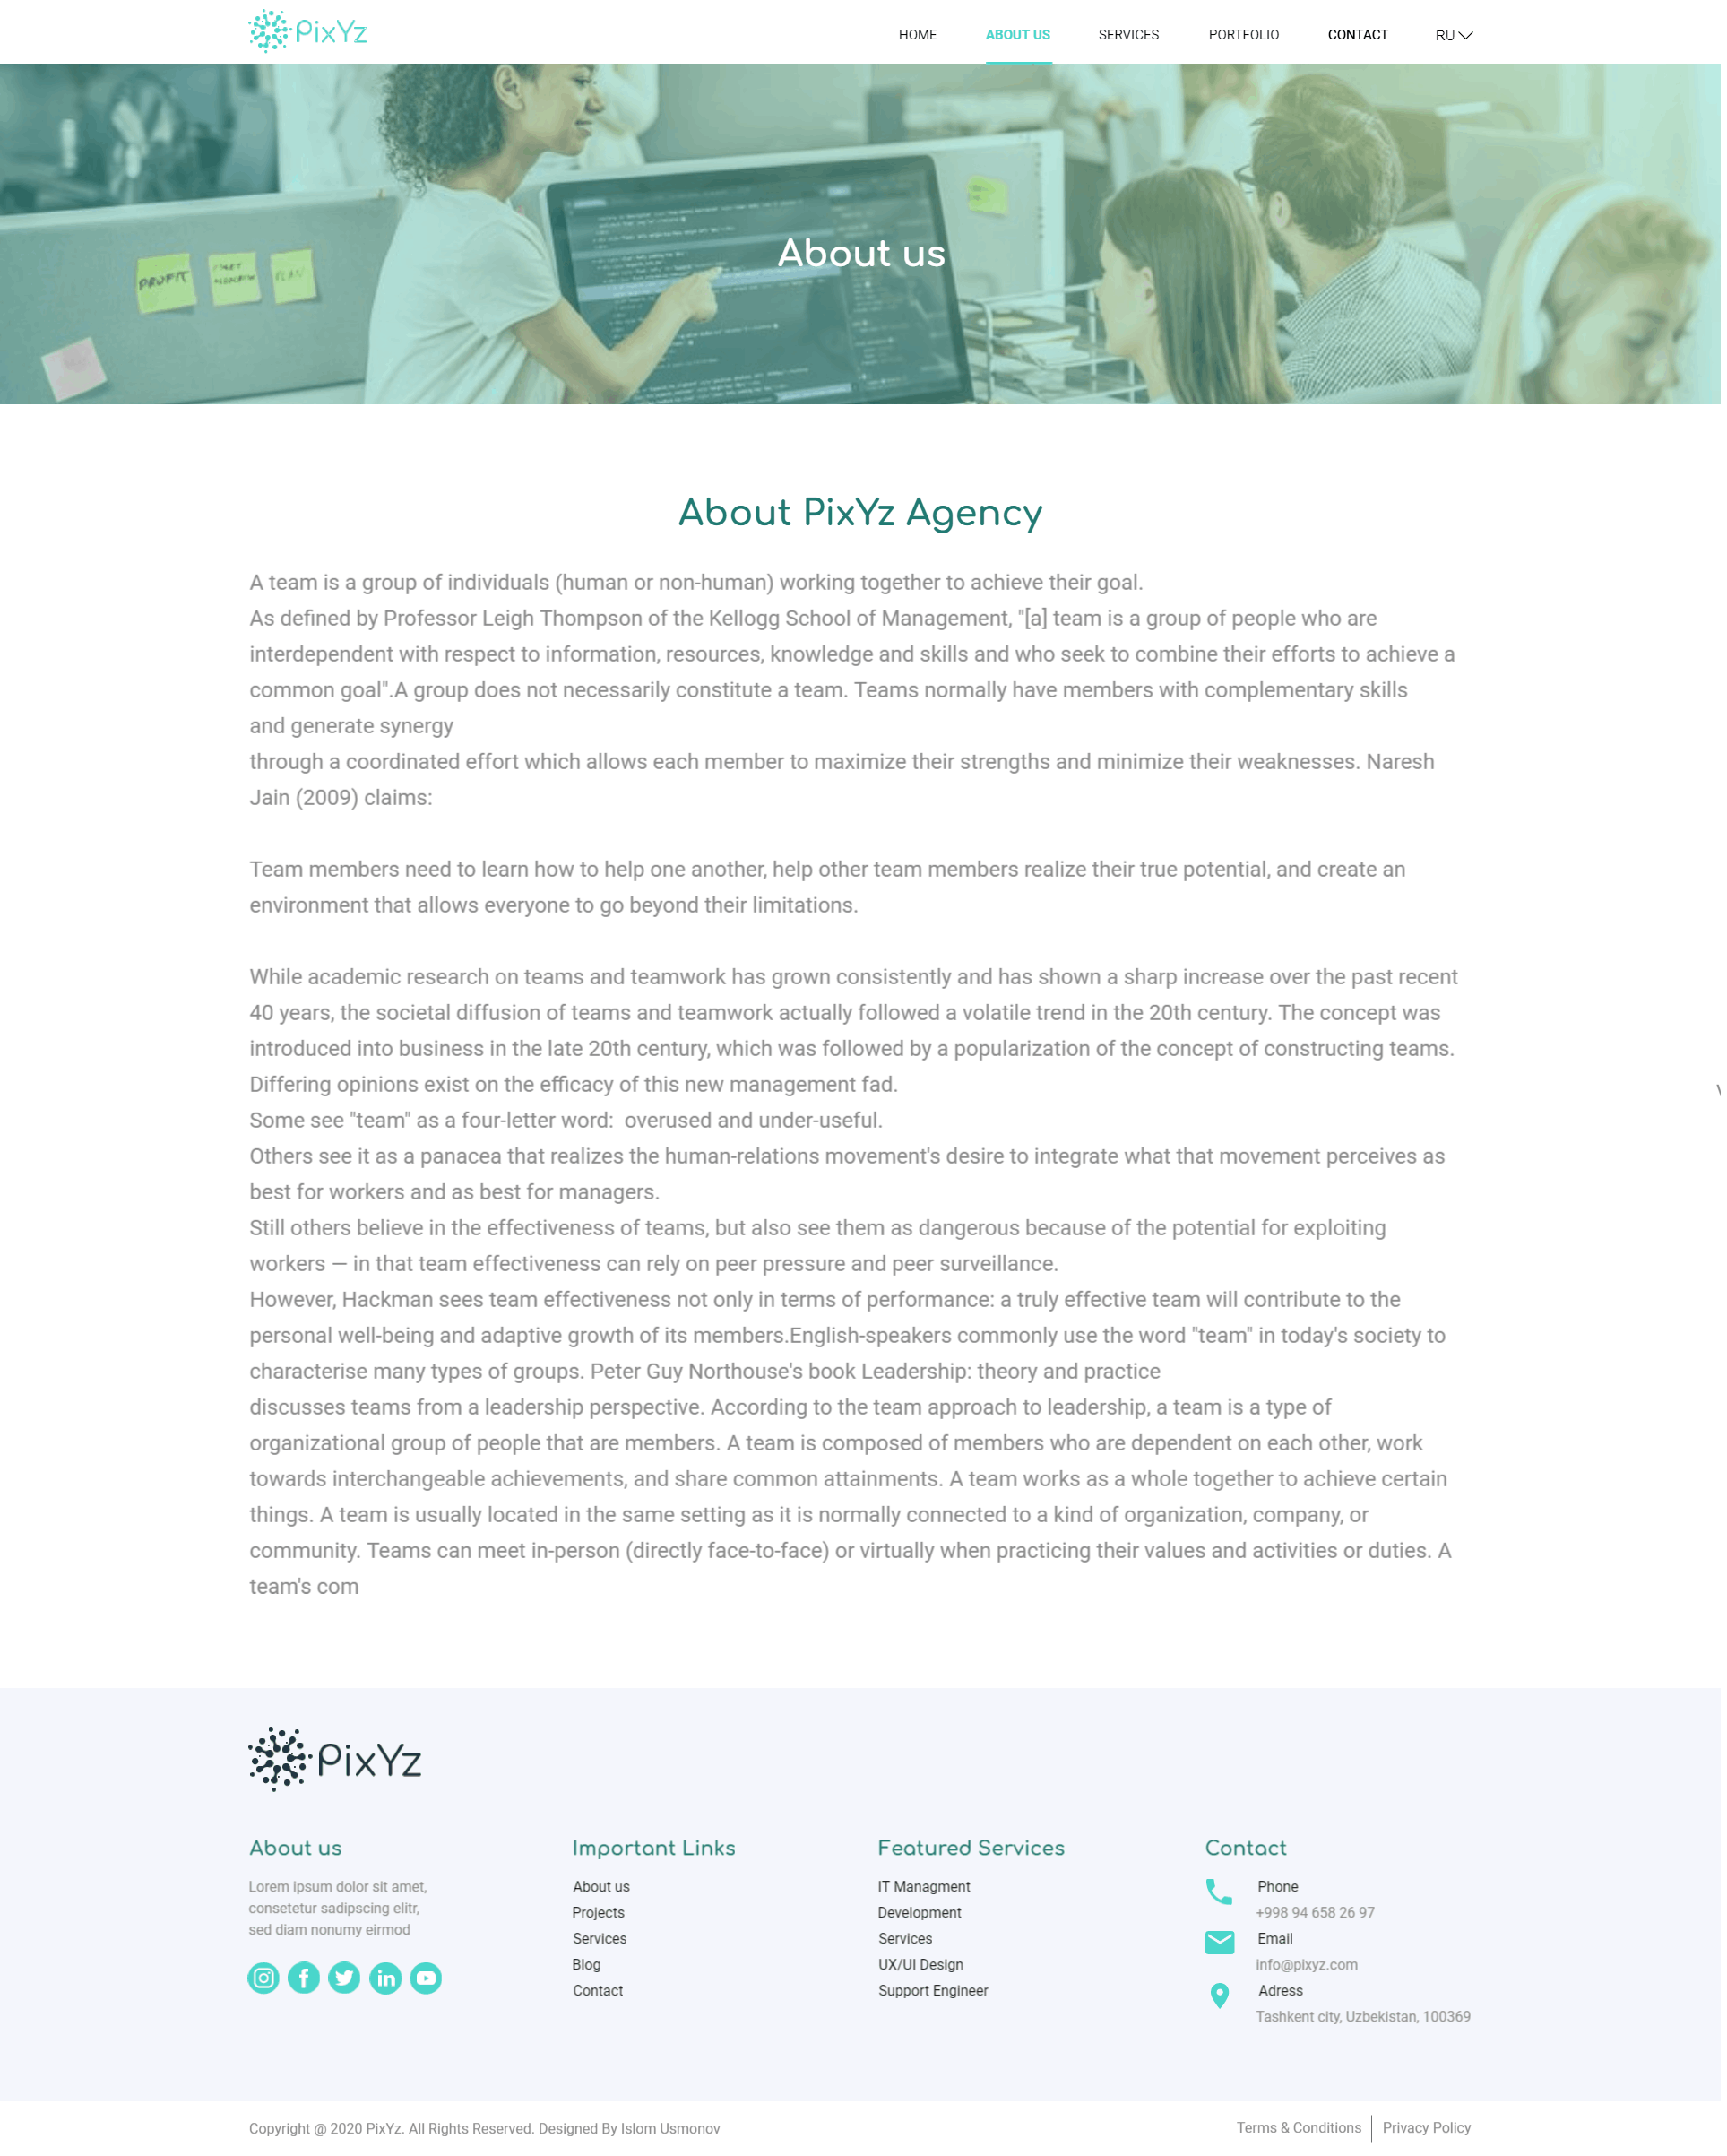 PixYz
HOME ABOUT US SERVICES PORTFOLIO CONTACT RU
PROFIT
PLAN
About us
About PixYz Agency
A team is a group of individuals (human or non-human) working together to achieve their goal.
As defined by Professor Leigh Thompson of the Kellogg School of Management, "[a] team is a group of people who are
interdependent with respect to information, resources, knowledge and skills and who seek to combine their efforts to achieve a
common goal".A group does not necessarily constitute a team. Teams normally have members with complementary skills
and generate synergy
through a coordinated effort which allows each member to maximize their strengths and minimize their weaknesses. Naresh
Jain (2009) claims:
Team members need to learn how to help one another, help other team members realize their true potential, and create an
environment that allows everyone to go beyond their limitations.
While academic research on teams and teamwork has grown consistently and has shown a sharp increase over the past recent
40 years, the societal diffusion of teams and teamwork actually followed a volatile trend in the 20th century. The concept was
introduced into business in the late 20th century, which was followed by a popularization of the concept of constructing teams.
Differing opinions exist on the efficacy of this new management fad.
Some see "team" as a four-letter word:  overused and under-useful.
Others see it as a panacea that realizes the human-relations movement's desire to integrate what that movement perceives as
best for workers and as best for managers.
Still others believe in the effectiveness of teams, but also see them as dangerous because of the potential for exploiting
workers — in that team effectiveness can rely on peer pressure and peer surveillance.
However, Hackman sees team effectiveness not only in terms of performance: a truly effective team will contribute to the
personal well-being and adaptive growth of its members.English-speakers commonly use the word "team" in today's society to
characterise many types of groups. Peter Guy Northouse's book Leadership: theory and practice
discusses teams from a leadership perspective. According to the team approach to leadership, a team is a type of
organizational group of people that are members. A team is composed of members who are dependent on each other, work
towards interchangeable achievements, and share common attainments. A team works as a whole together to achieve certain
things. A team is usually located in the same setting as it is normally connected to a kind of organization, company, or
community. Teams can meet in-person (directly face-to-face) or virtually when practicing their values and activities or duties. A
team's com
PixYz
About us
Lorem ipsum dolor sit amet,
consetetur sadipscing elitr,
sed diam nonumy eirmod
Important Links
About us
Projects
Services
Blog
Contact
Featured Services
IT Managment
Development
Services
UX/UI Design
Support Engineer
Contact
Phone
+998 94 658 26 97
Email
info@pixyz.com
Adress
Tashkent city, Uzbekistan, 100369
Copyright @ 2020 PixYz. All Rights Reserved. Designed By Islom Usmonov
Terms & Conditions
Privacy Policy